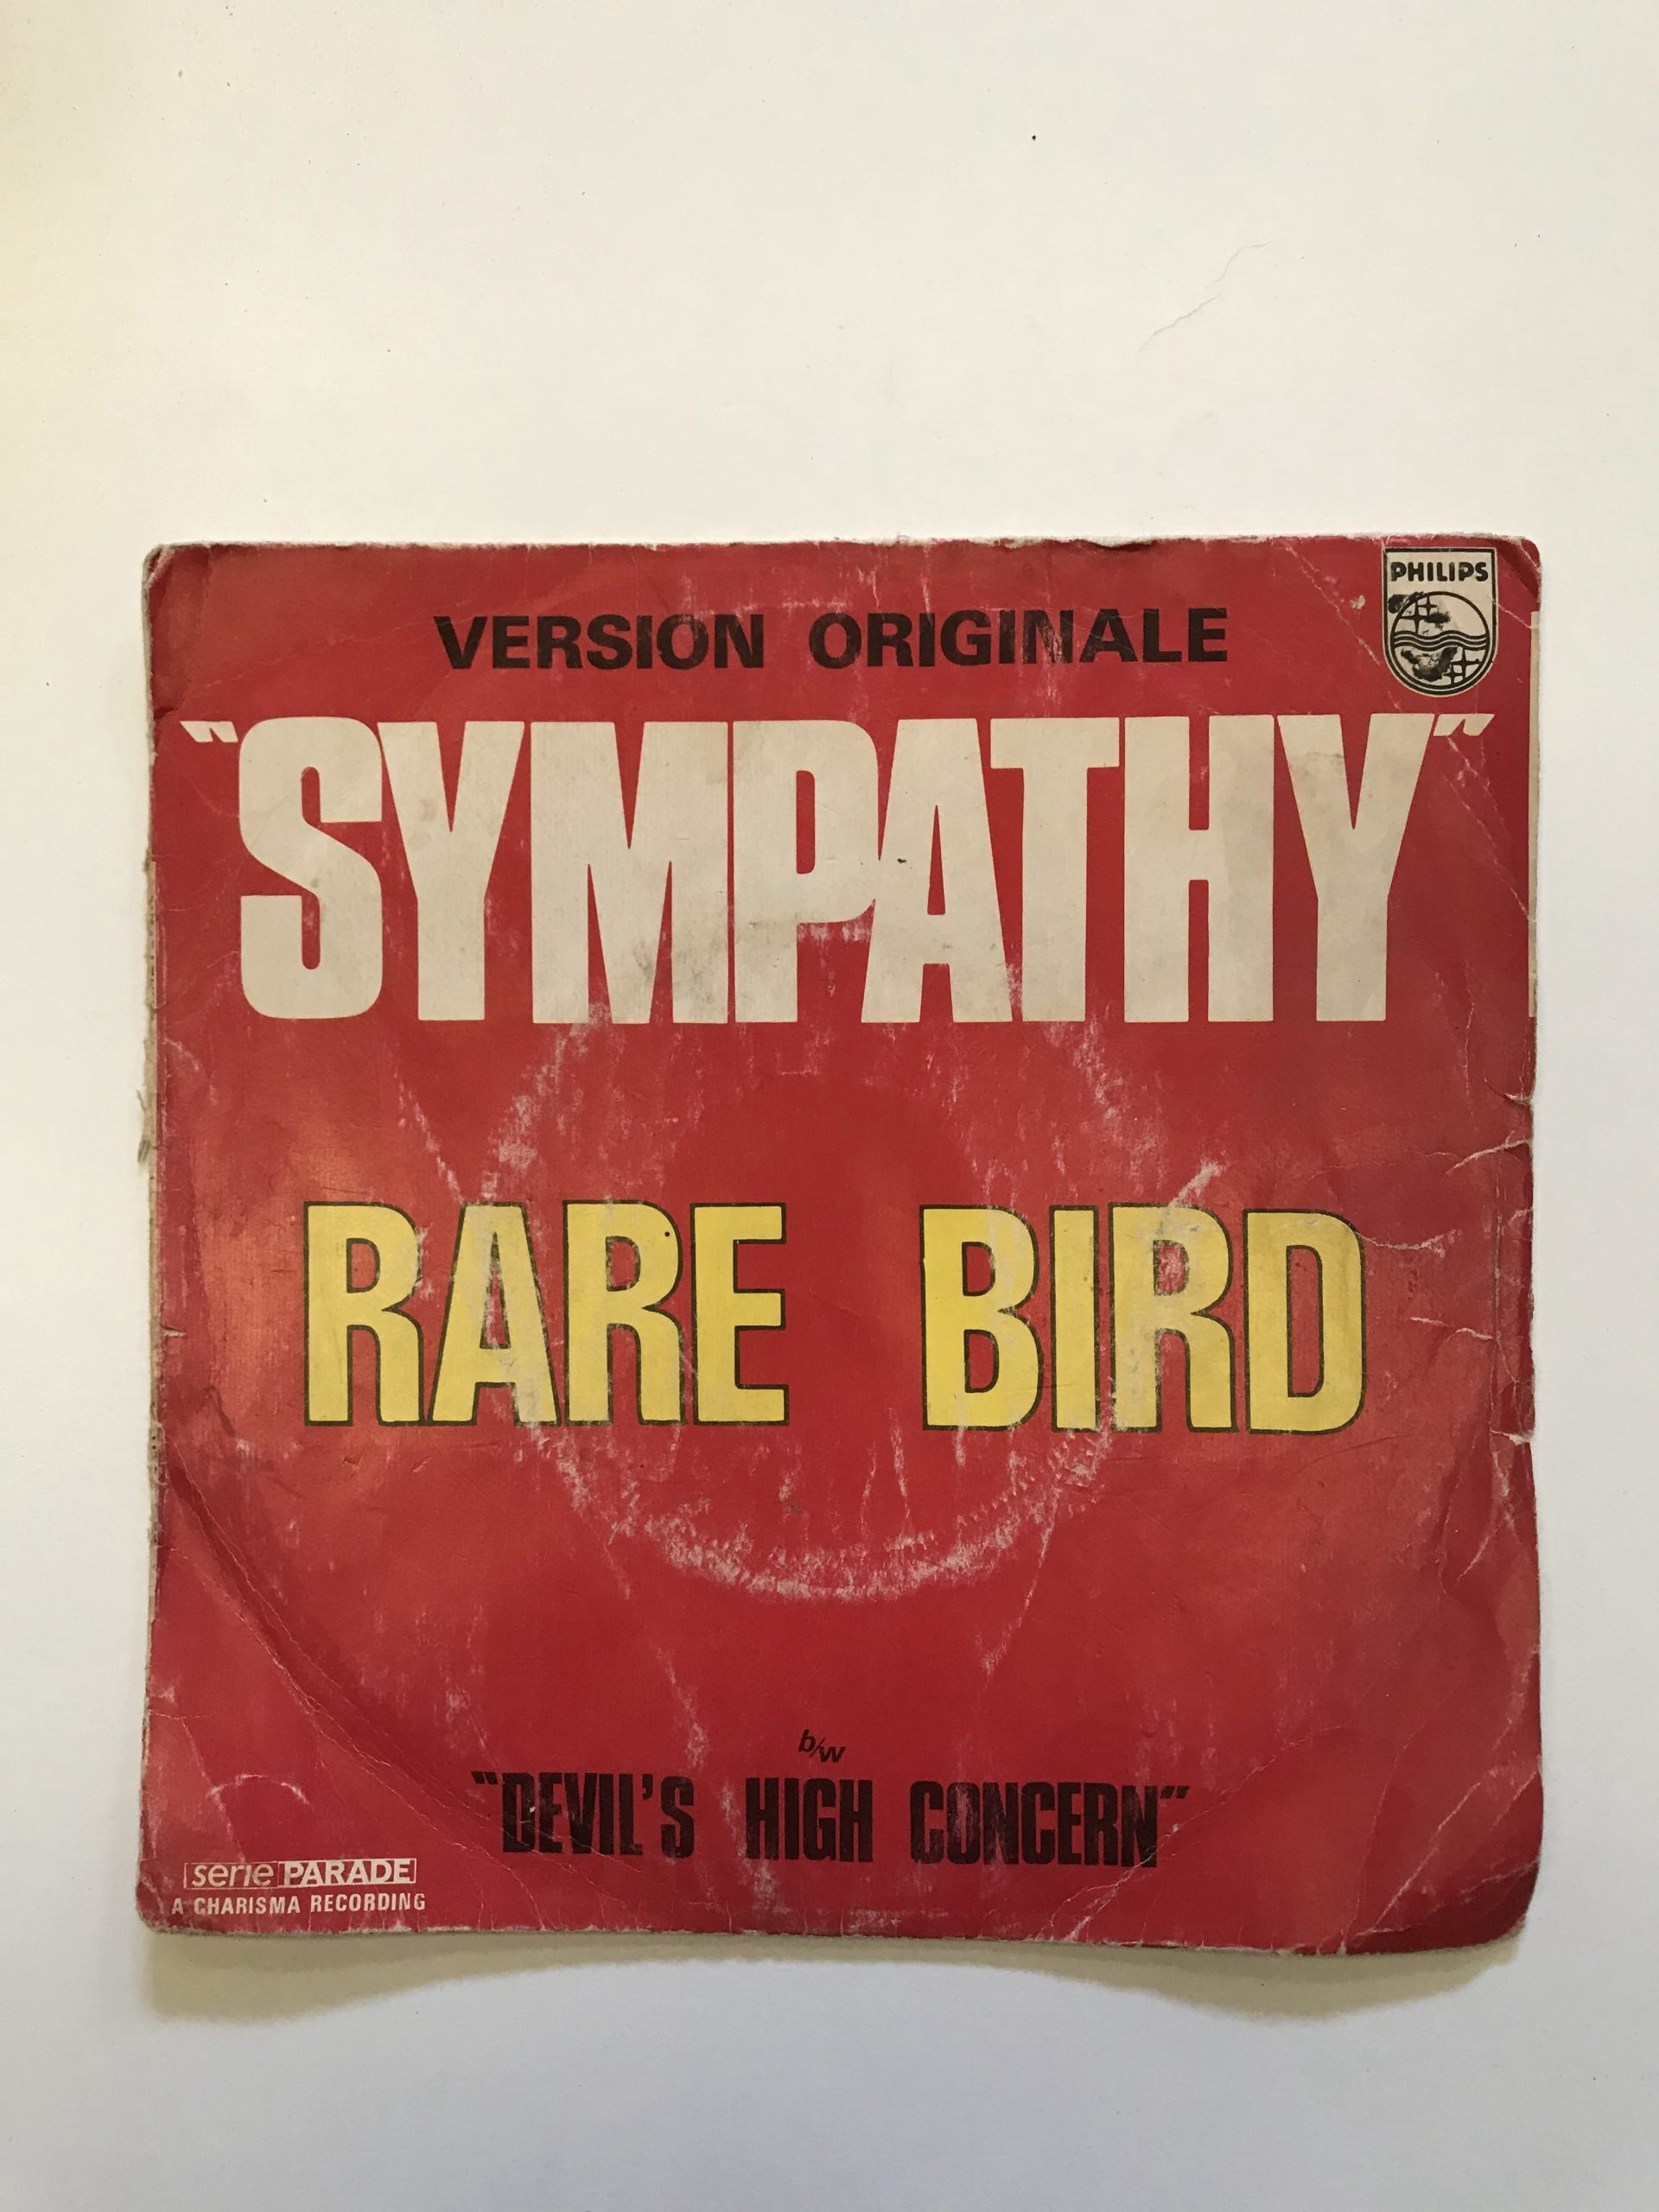 PHILIPS
VERSION ORIGINALE
"SYMPATHY"
RARE BIRD
b/w
"DEVIL'S HIGH CONCERN"
serie PARADE
A CHARISMA RECORDING